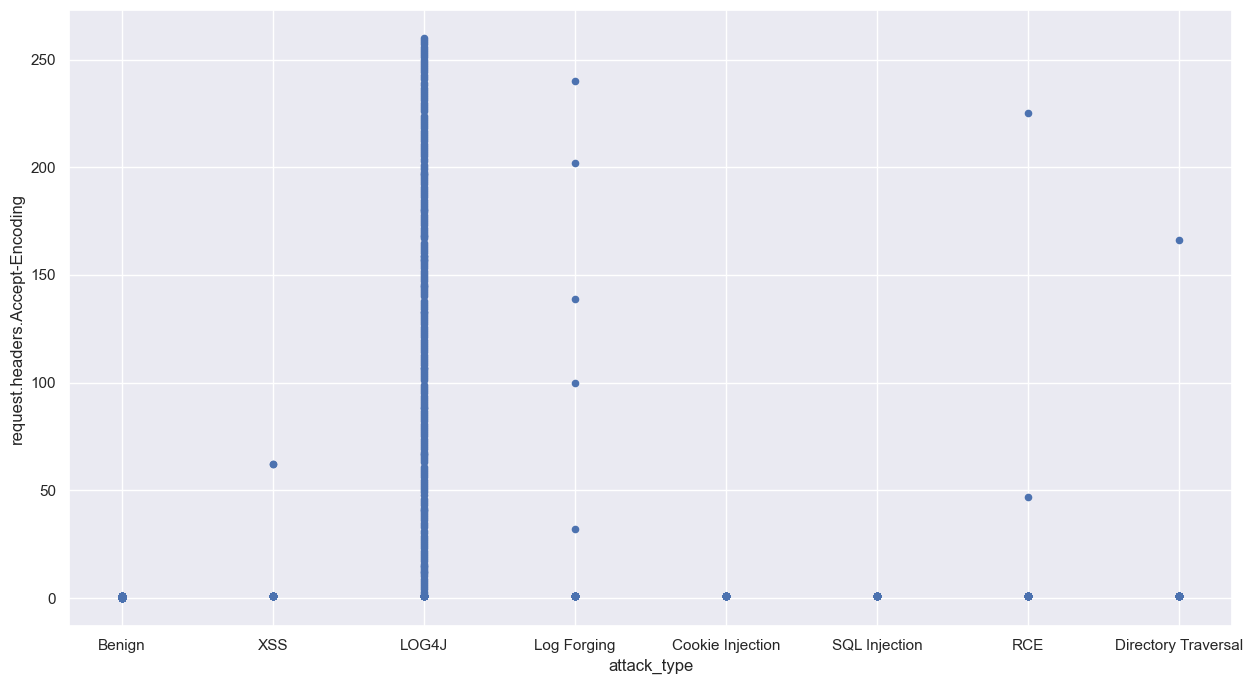 request.headers.Accept-Encoding
250
200
150
100
50
0
Benign XSS LOG4J Log Forging Cookie Injection SQL Injection RCE Directory Traversal
attack_type